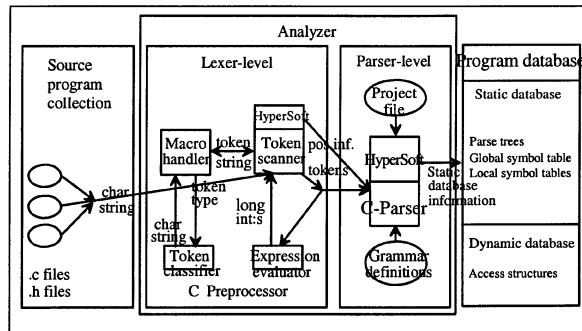 Analyzer
Source
program
collection
char
string
.c files
.h files
Lexer-level
HyperSoft
Token
scanner
Macro
handler
token
string
token
type
char
string
long
int:s
Token
classifier
Expression
evaluator
C Preprocessor
pos.inf.
tokens
Parser-level
Project
file
HyperSoft
C-Parser
Grammar
definitions
Static
database
information
Program database
Static database
Parse trees
Global symbol table
Local symbol tables
Dynamic database
Access structures